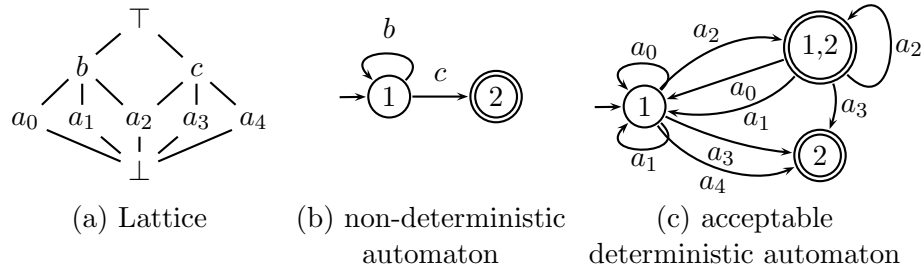 ⊤
b c
a₀ a₁ a₂ a₃ a₄
⊥
(a) Lattice
b
1 c 2
(b) non-deterministic
automaton
a₀ a₂ 1,2 a₂
1 a₀
a₁ a₃
a₁ a₃ 2
a₄
(c) acceptable
deterministic automaton